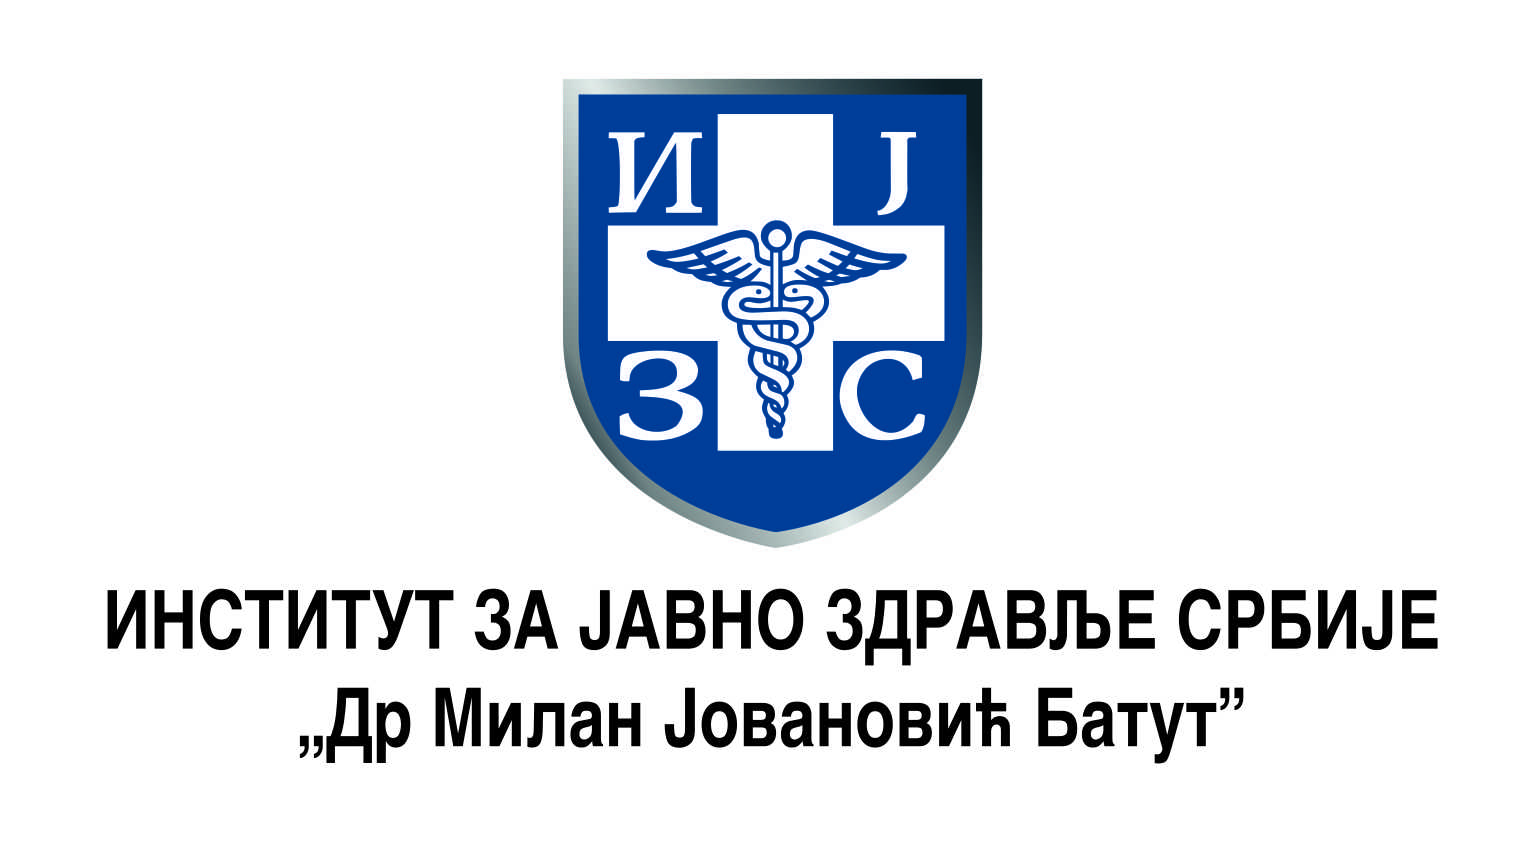 И Ј
З С
ИНСТИТУТ ЗА ЈАВНО ЗДРАВЉЕ СРБИЈЕ
„Др Милан Јовановић Батут”